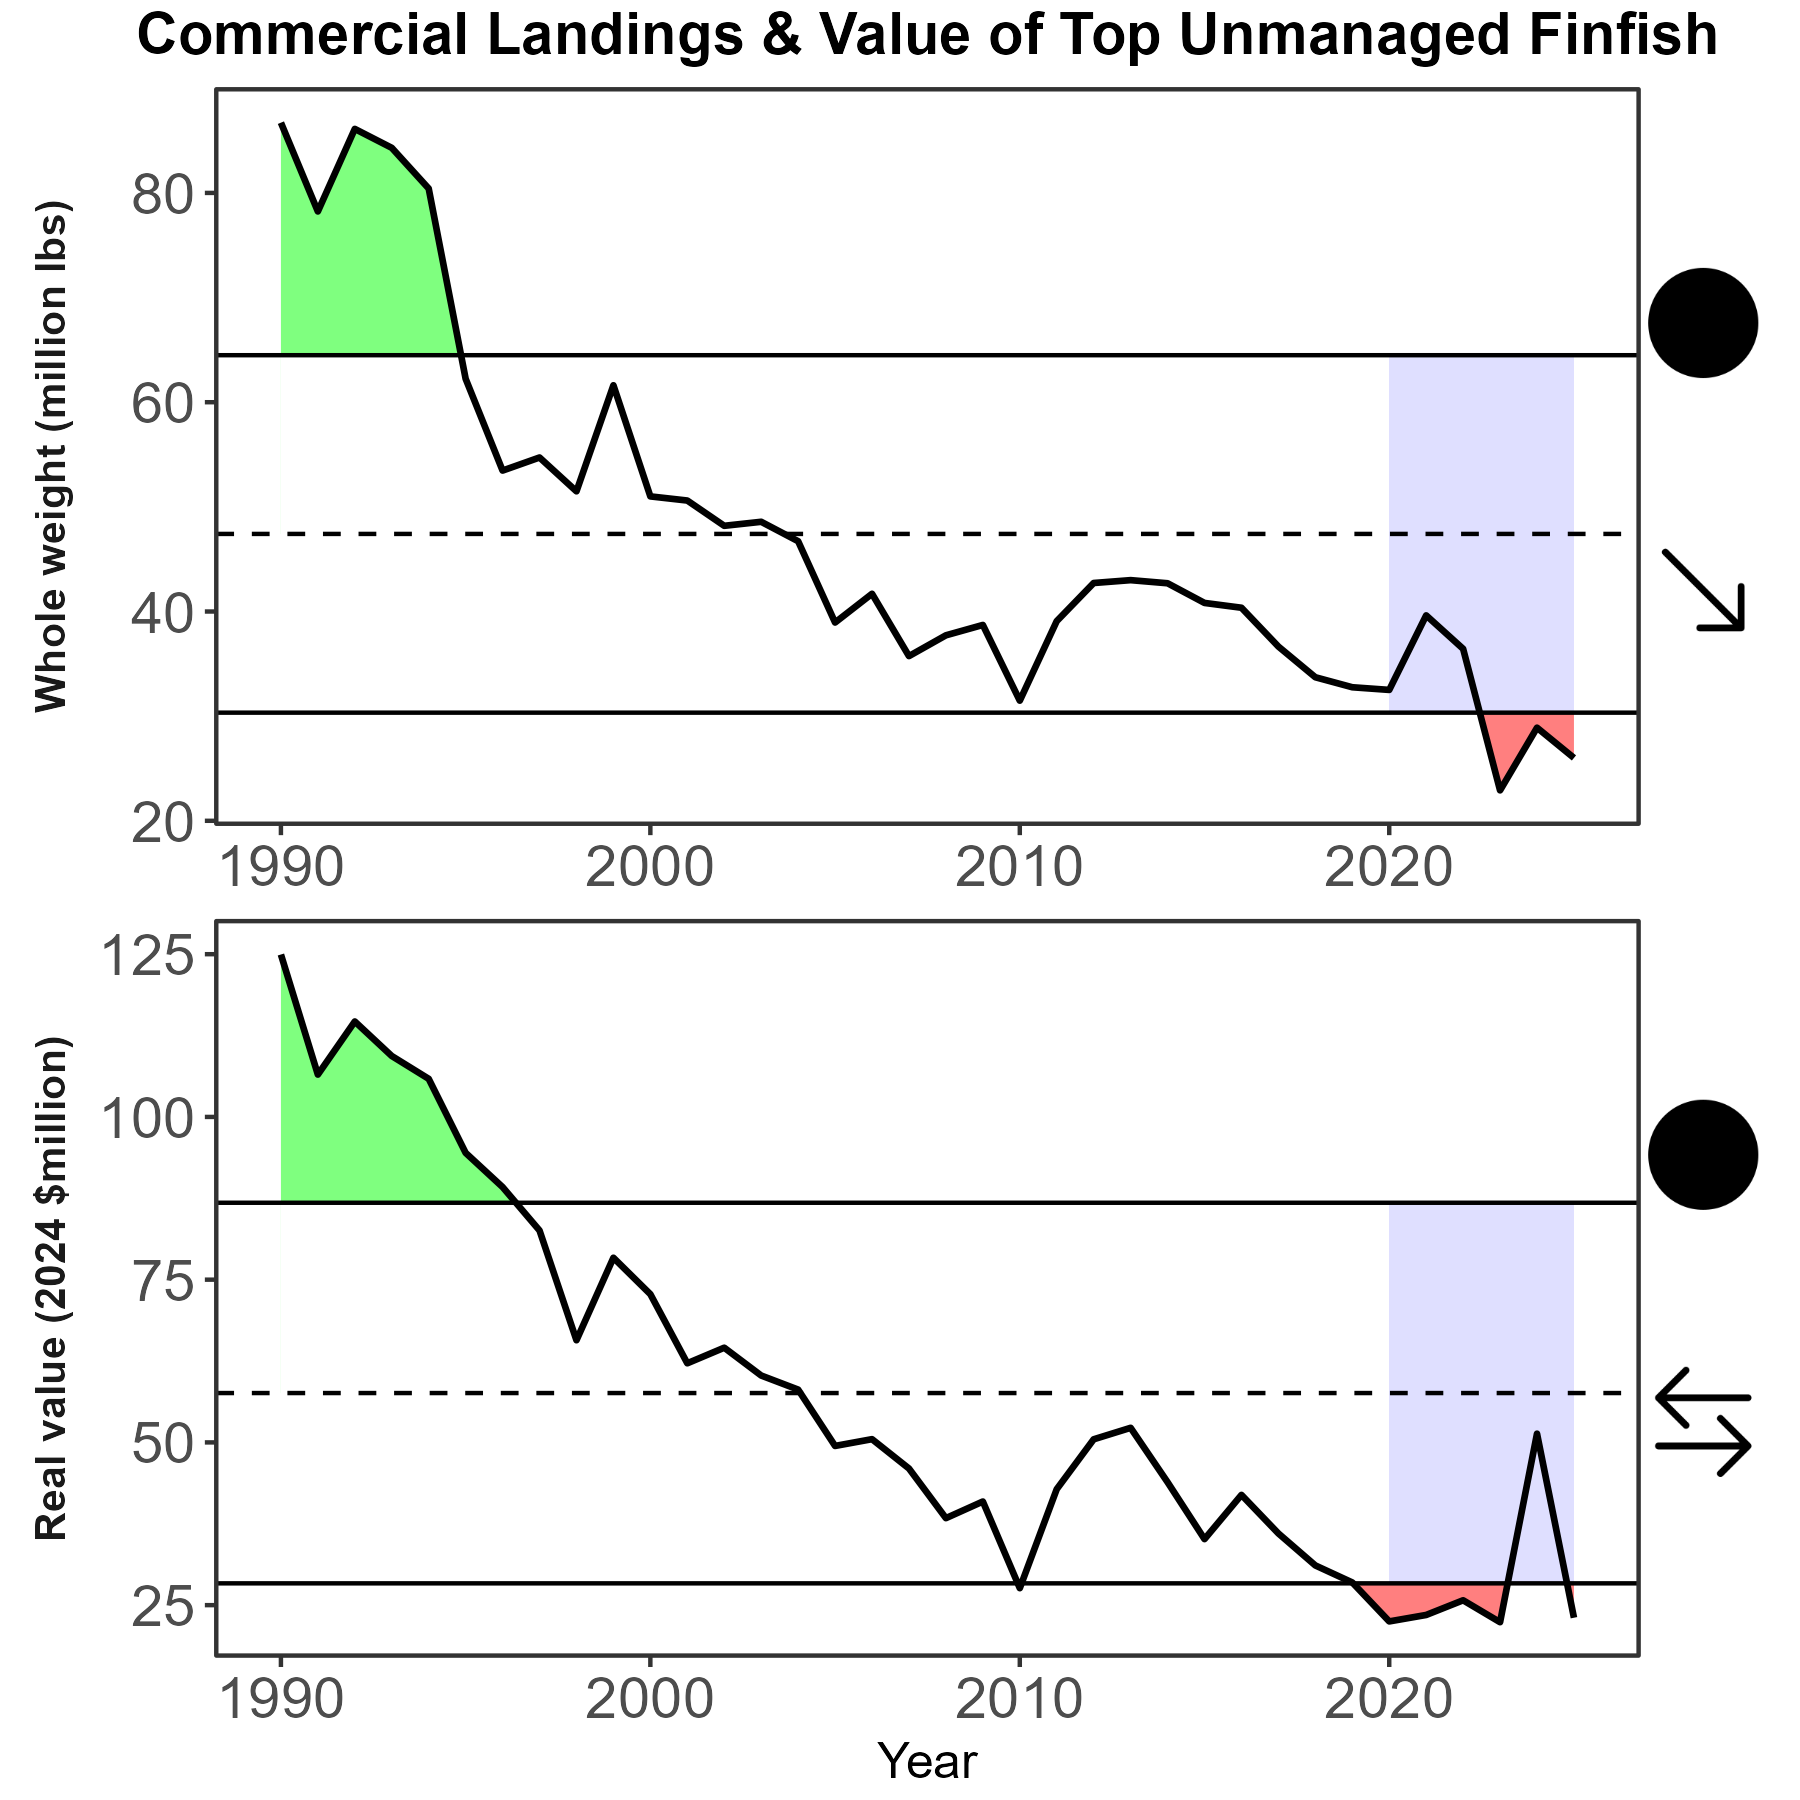 Commercial Landings & Value of Top Unmanaged Finfish
Whole weight (million lbs)
80
60
40
20
1990 2000 2010 2020
Real value (2024 $million)
125
100
75
50
25
1990 2000 2010 2020
Year